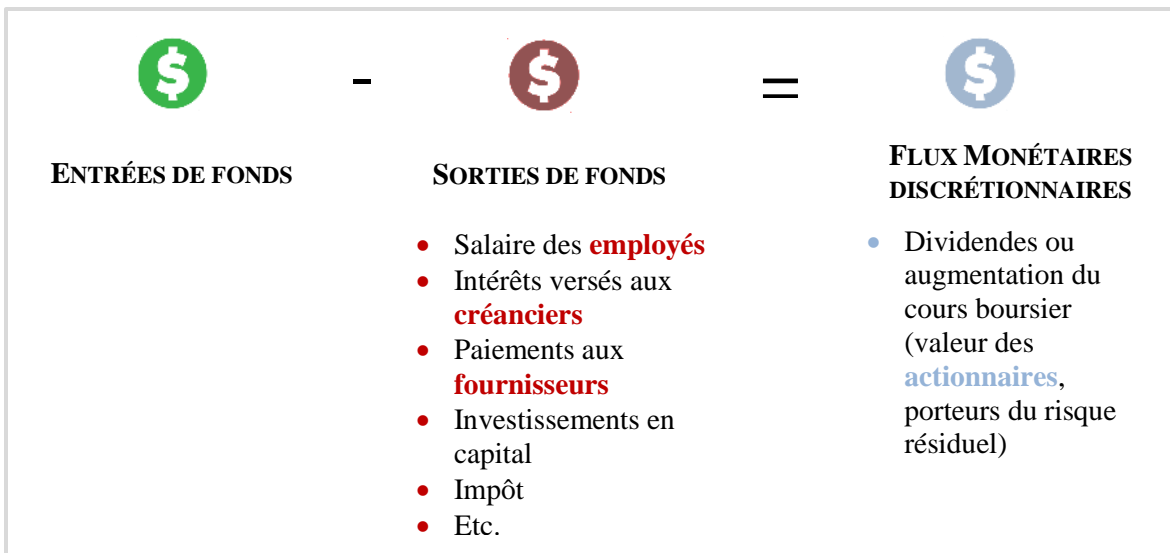 $ - $ = $
ENTRÉES DE FONDS
SORTIES DE FONDS
• Salaire des employés
• Intérêts versés aux
créanciers
• Paiements aux
fournisseurs
• Investissements en
capital
• Impôt
• Etc.
FLUX MONÉTAIRES
DISCRÉTIONNAIRES
• Dividendes ou
augmentation du
cours boursier
(valeur des
actionnaires,
porteurs du risque
résiduel)